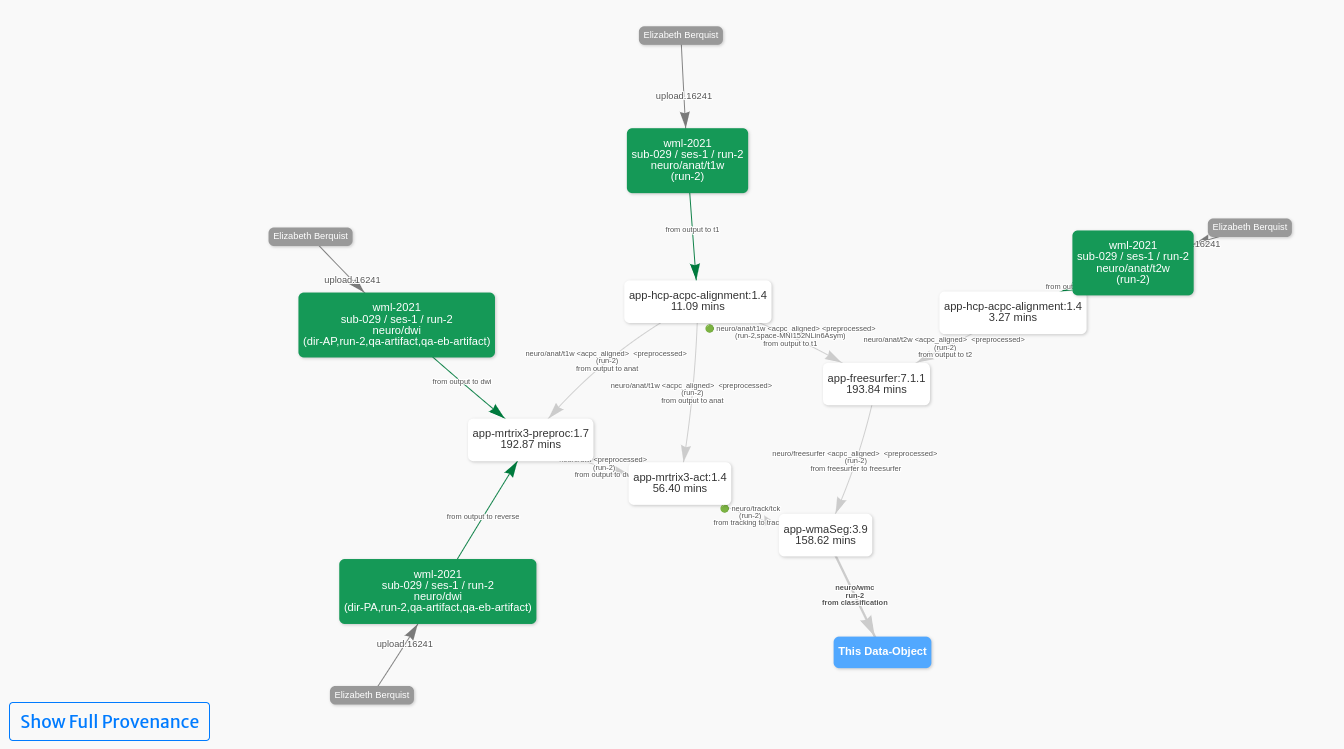 Elizabeth Berquist
upload.16241
wml-2021
sub-029 / ses-1 / run-2
neuro/anat/t1w
(run-2)
from output to t1
Elizabeth Berquist
16241
wml-2021
sub-029 / ses-1 / run-2
neuro/anat/t2w
(run-2)
Elizabeth Berquist
upload.16241
wml-2021
sub-029 / ses-1 / run-2
neuro/dwi
(dir-AP,run-2,qa-artifact,qa-eb-artifact)
from output to dwi
app-hcp-acpc-alignment:1.4
11.09 mins
from out
app-hcp-acpc-alignment:1.4
3.27 mins
neuro/anat/t1w <acpc_aligned> <preprocessed>
(run-2,space-MNI152NLin6Asym)
from output to t1
neuro/anat/t2w <acpc_aligned> <preprocessed>
(run-2)
from output to t2
neuro/anat/t1w <acpc_aligned> <preprocessed>
(run-2)
from output to anat
neuro/anat/t1w <acpc_aligned> <preprocessed>
(run-2)
from output to anat
app-freesurfer:7.1.1
193.84 mins
app-mrtrix3-preproc:1.7
192.87 mins
<preprocessed>
(run-2)
from output to
app-mrtrix3-act:1.4
56.40 mins
neuro/freesurfer <acpc_aligned> <preprocessed>
(run-2)
from freesurfer to freesurfer
neuro/track/tck
(run-2)
from tracking to trac
app-wmaSeg:3.9
158.62 mins
from output to reverse
wml-2021
sub-029 / ses-1 / run-2
neuro/dwi
(dir-PA,run-2,qa-artifact,qa-eb-artifact)
upload.16241
Elizabeth Berquist
neuro/wmc
run-2
from classification
This Data-Object
Show Full Provenance